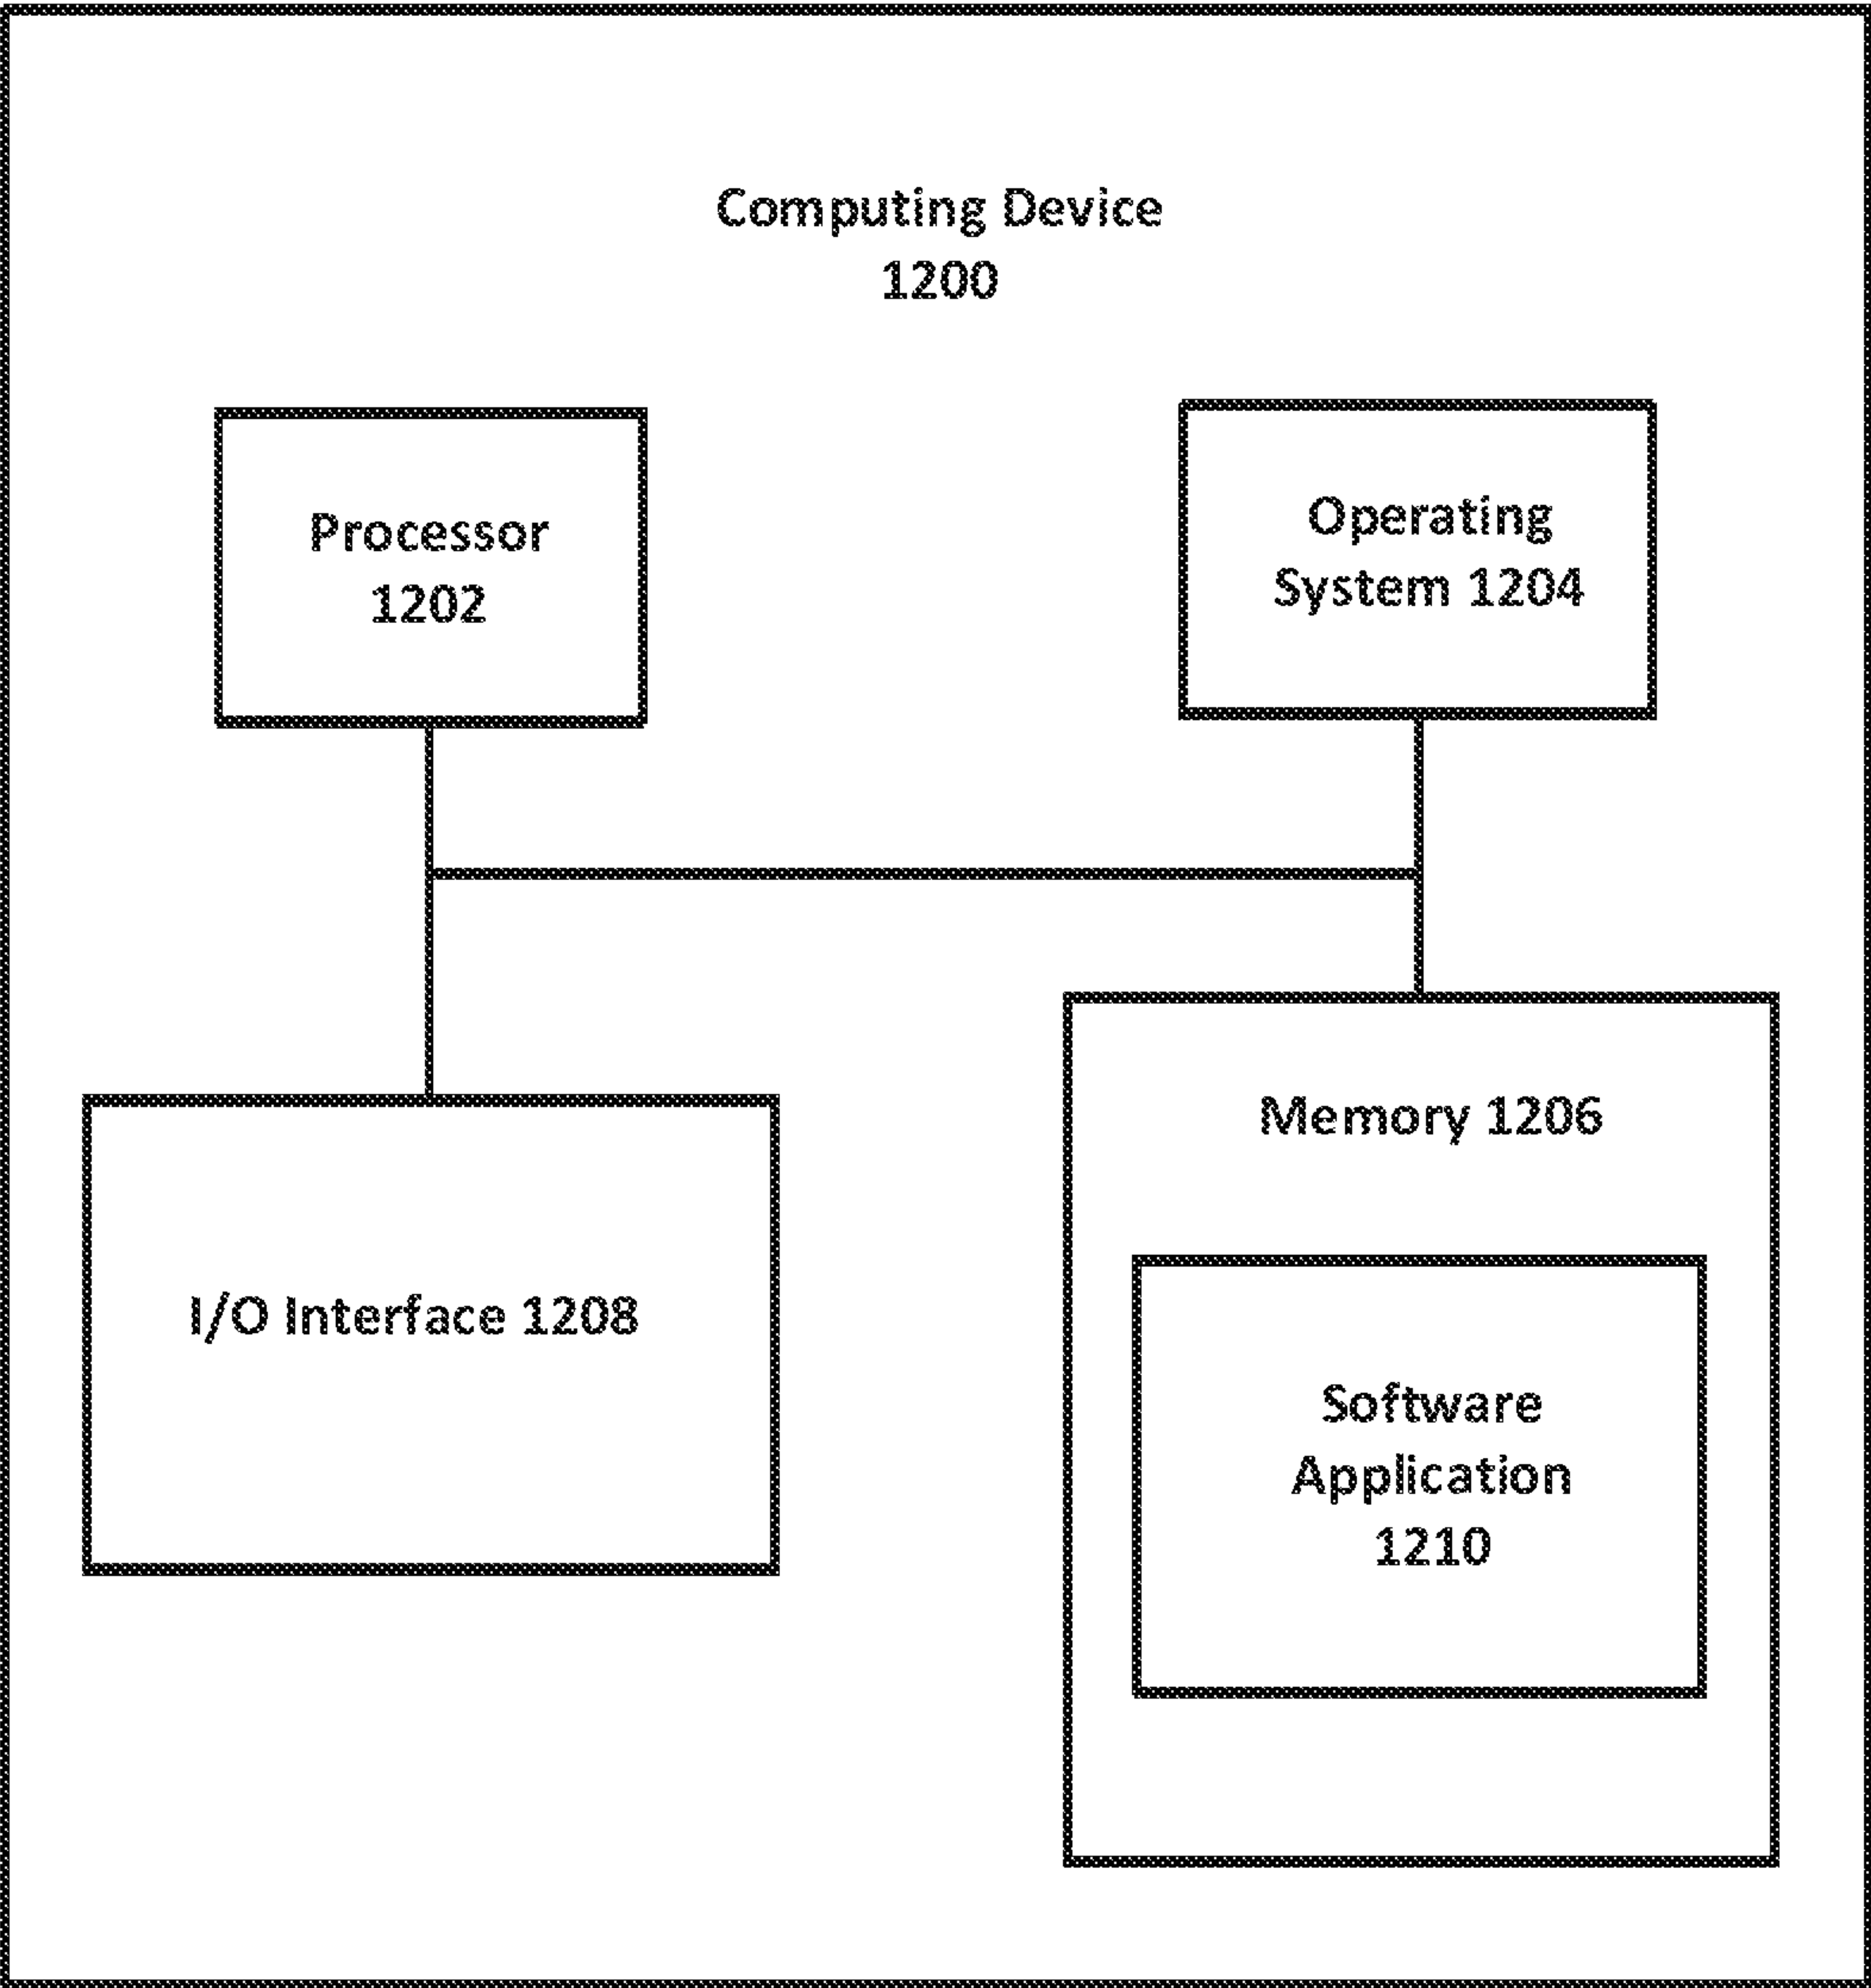 Computing Device
1200
Processor
1202
Operating
System 1204
I/O Interface 1208
Memory 1206
Software
Application
1210